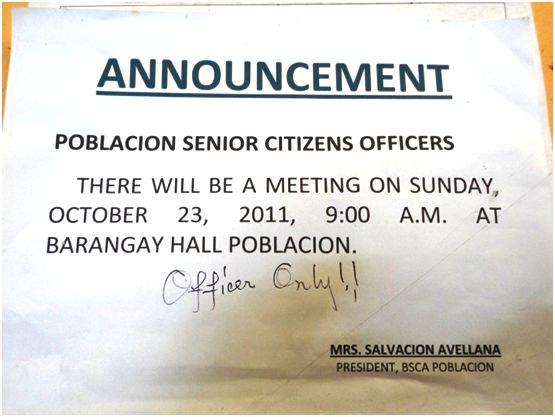 ANNOUNCEMENT
POBLACION SENIOR CITIZENS OFFICERS
THERE WILL BE A MEETING ON SUNDAY,
OCTOBER 23, 2011, 9:00 A.M. AT
BARANGAY HALL POBLACION.
Officer Only!!
MRS. SALVACION AVELLANA
PRESIDENT, BSCA POBLACION